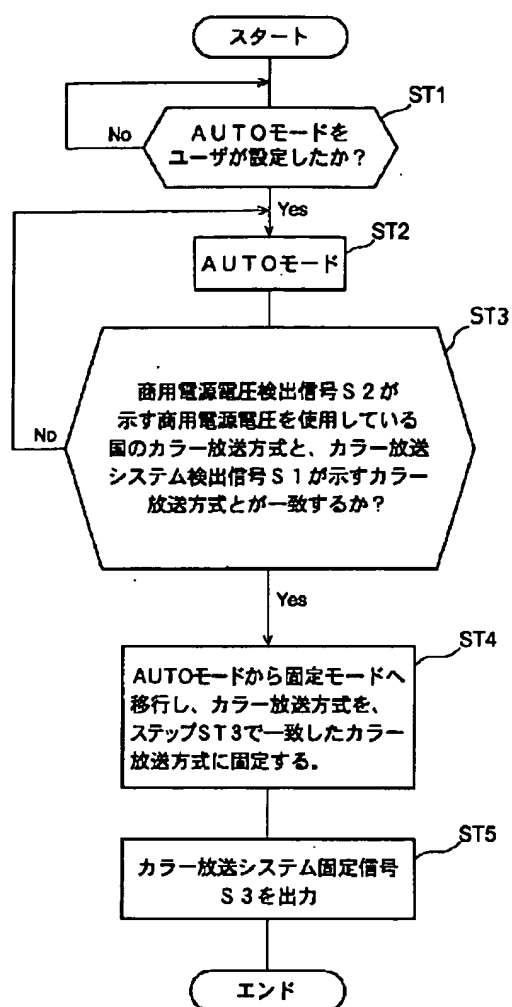 スタート
ST1
No
AUTOモードを
ユーザが設定したか？
Yes
ST2
AUTOモード
ST3
No
商用電源電圧検出信号S2が
示す商用電源電圧を使用している
国のカラー放送方式と、カラー放送
システム検出信号S1が示すカラー
放送方式とが一致するか？
Yes
ST4
AUTOモードから固定モードへ
移行し、カラー放送方式を、
ステップST3で一致したカラー
放送方式に固定する。
ST5
カラー放送システム固定信号
S3を出力
エンド